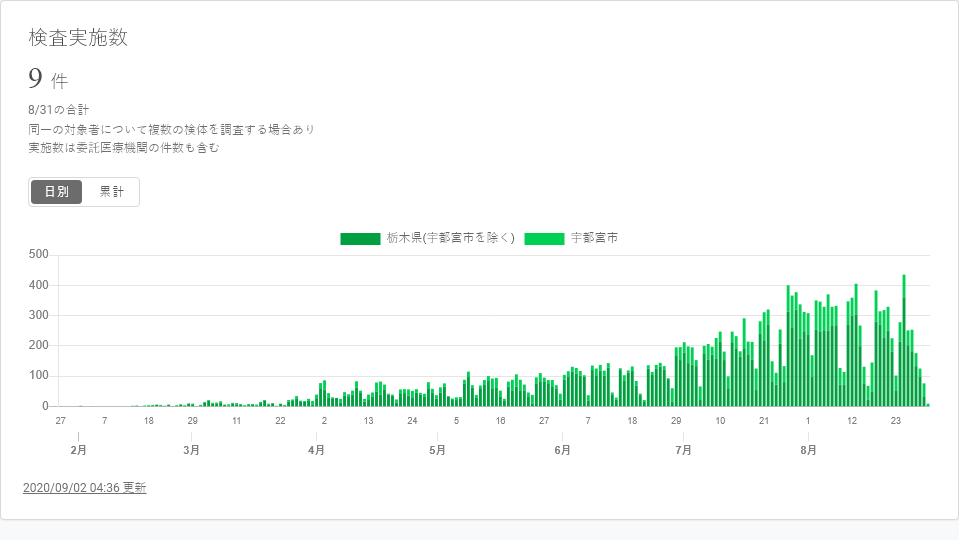 検査実施数
9 件
8/31の合計
同一の対象者について複数の検体を調査する場合あり
実施数は委託医療機関の件数も含む
日別 累計
栃木県(宇都宮市を除く) 宇都宮市
500
400
300
200
100
0
27 7 18 29 11 22 2 13 24 5 16 27 7 18 29 10 21 1 12 23
2月 3月 4月 5月 6月 7月 8月
2020/09/02 04:36 更新